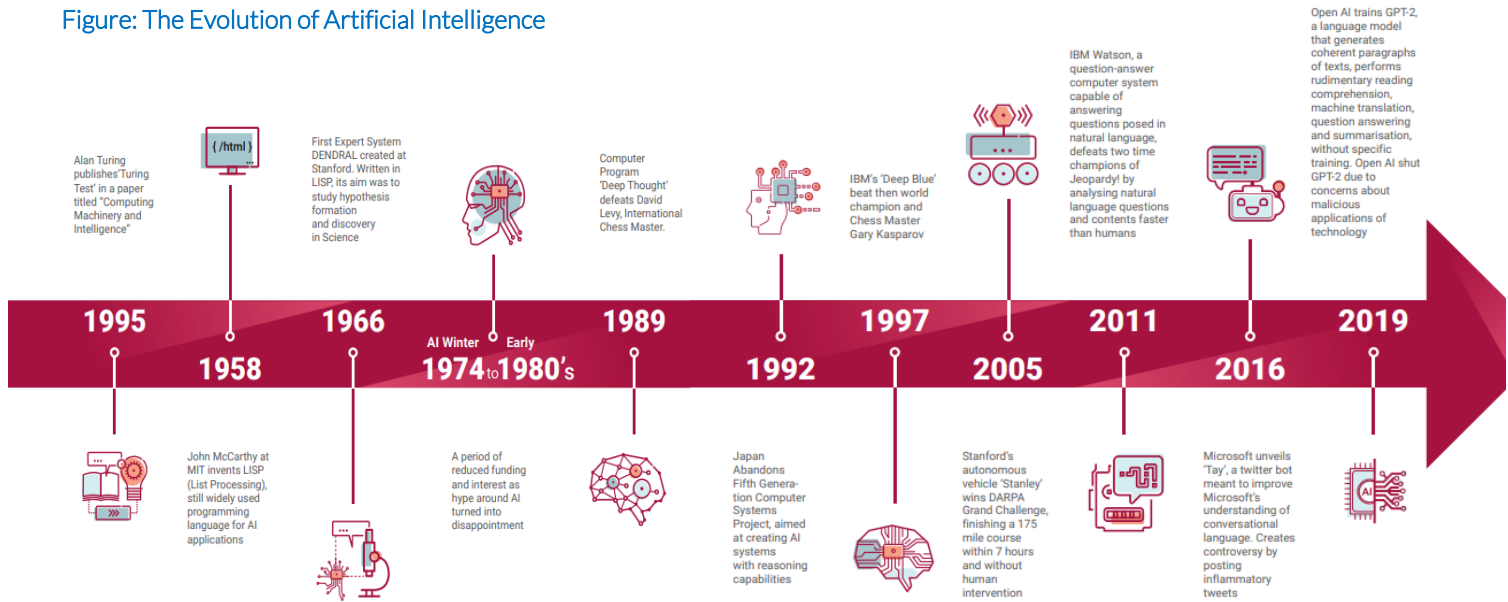 Figure: The Evolution of Artificial Intelligence
Alan Turing
publishes'Turing
Test' in a paper
titled "Computing
Machinery and
Intelligence"
1995
{ /html }
...
1958
John McCarthy at
MIT invents LISP
(List Processing),
still widely used
programming
language for AI
applications
First Expert System
DENDRAL created at
Stanford. Written in
LISP, its aim was to
study hypothesis
formation
and discovery
in Science
1966
AI Winter Early
1974 to 1980's
A period of
reduced funding
and interest as
hype around AI
turned into
disappointment
Computer
Program
'Deep Thought'
defeats David
Levy, International
Chess Master.
1989
1992
Japan
Abandons
Fifth Genera-
tion Computer
Systems
Project, aimed
at creating AI
systems
with reasoning
capabilities
IBM's 'Deep Blue'
beat then world
champion and
Chess Master
Gary Kasparov
1997
2005
Stanford's
autonomous
vehicle 'Stanley'
wins DARPA
Grand Challenge,
finishing a 175
mile course
within 7 hours
and without
human
intervention
IBM Watson, a
question-answer
computer system
capable of
answering
questions posed in
natural language,
defeats two time
champions of
Jeopardy! by
analysing natural
language questions
and contents faster
than humans
2011
2016
Microsoft unveils
'Tay', a twitter bot
meant to improve
Microsoft's
understanding of
conversational
language. Creates
controversy by
posting
inflammatory
tweets
Open AI trains GPT-2,
a language model
that generates
coherent paragraphs
of texts, performs
rudimentary reading
comprehension,
machine translation,
question answering
and summarisation,
without specific
training. Open AI shut
GPT-2 due to
concerns about
malicious
applications of
technology
2019
AI